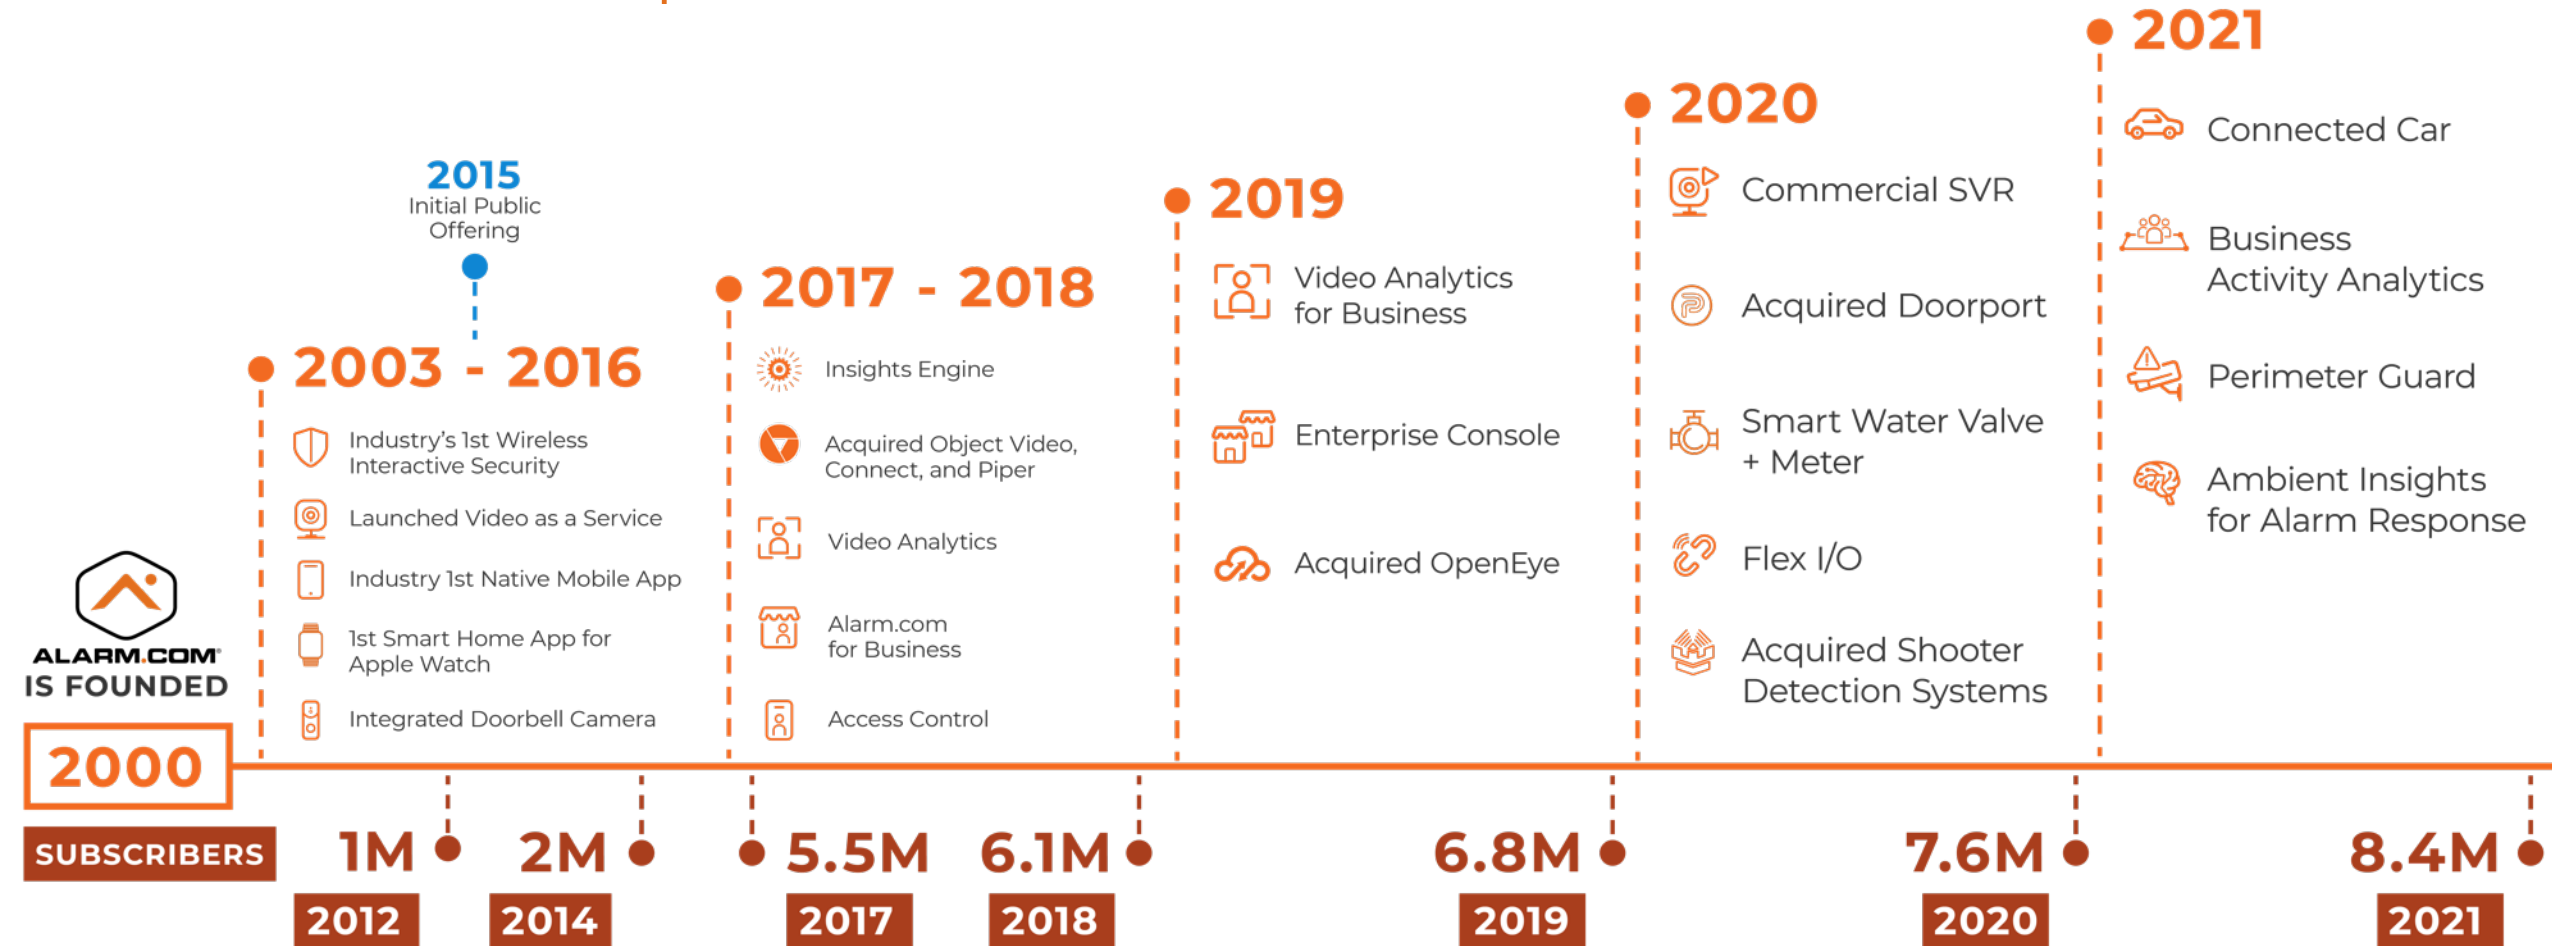 ALARM.COM®
IS FOUNDED
2000
2015
Initial Public
Offering
2003 - 2016
Industry's 1st Wireless
Interactive Security
Launched Video as a Service
Industry 1st Native Mobile App
1st Smart Home App for
Apple Watch
Integrated Doorbell Camera
2017 - 2018
Insights Engine
Acquired Object Video,
Connect, and Piper
Video Analytics
Alarm.com
for Business
Access Control
2019
Video Analytics
for Business
Enterprise Console
Acquired OpenEye
2020
Commercial SVR
Acquired Doorport
Smart Water Valve
+ Meter
Flex I/O
Acquired Shooter
Detection Systems
2021
Connected Car
Business
Activity Analytics
Perimeter Guard
Ambient Insights
for Alarm Response
SUBSCRIBERS
1M
2012
2M
2014
5.5M
2017
6.1M
2018
6.8M
2019
7.6M
2020
8.4M
2021